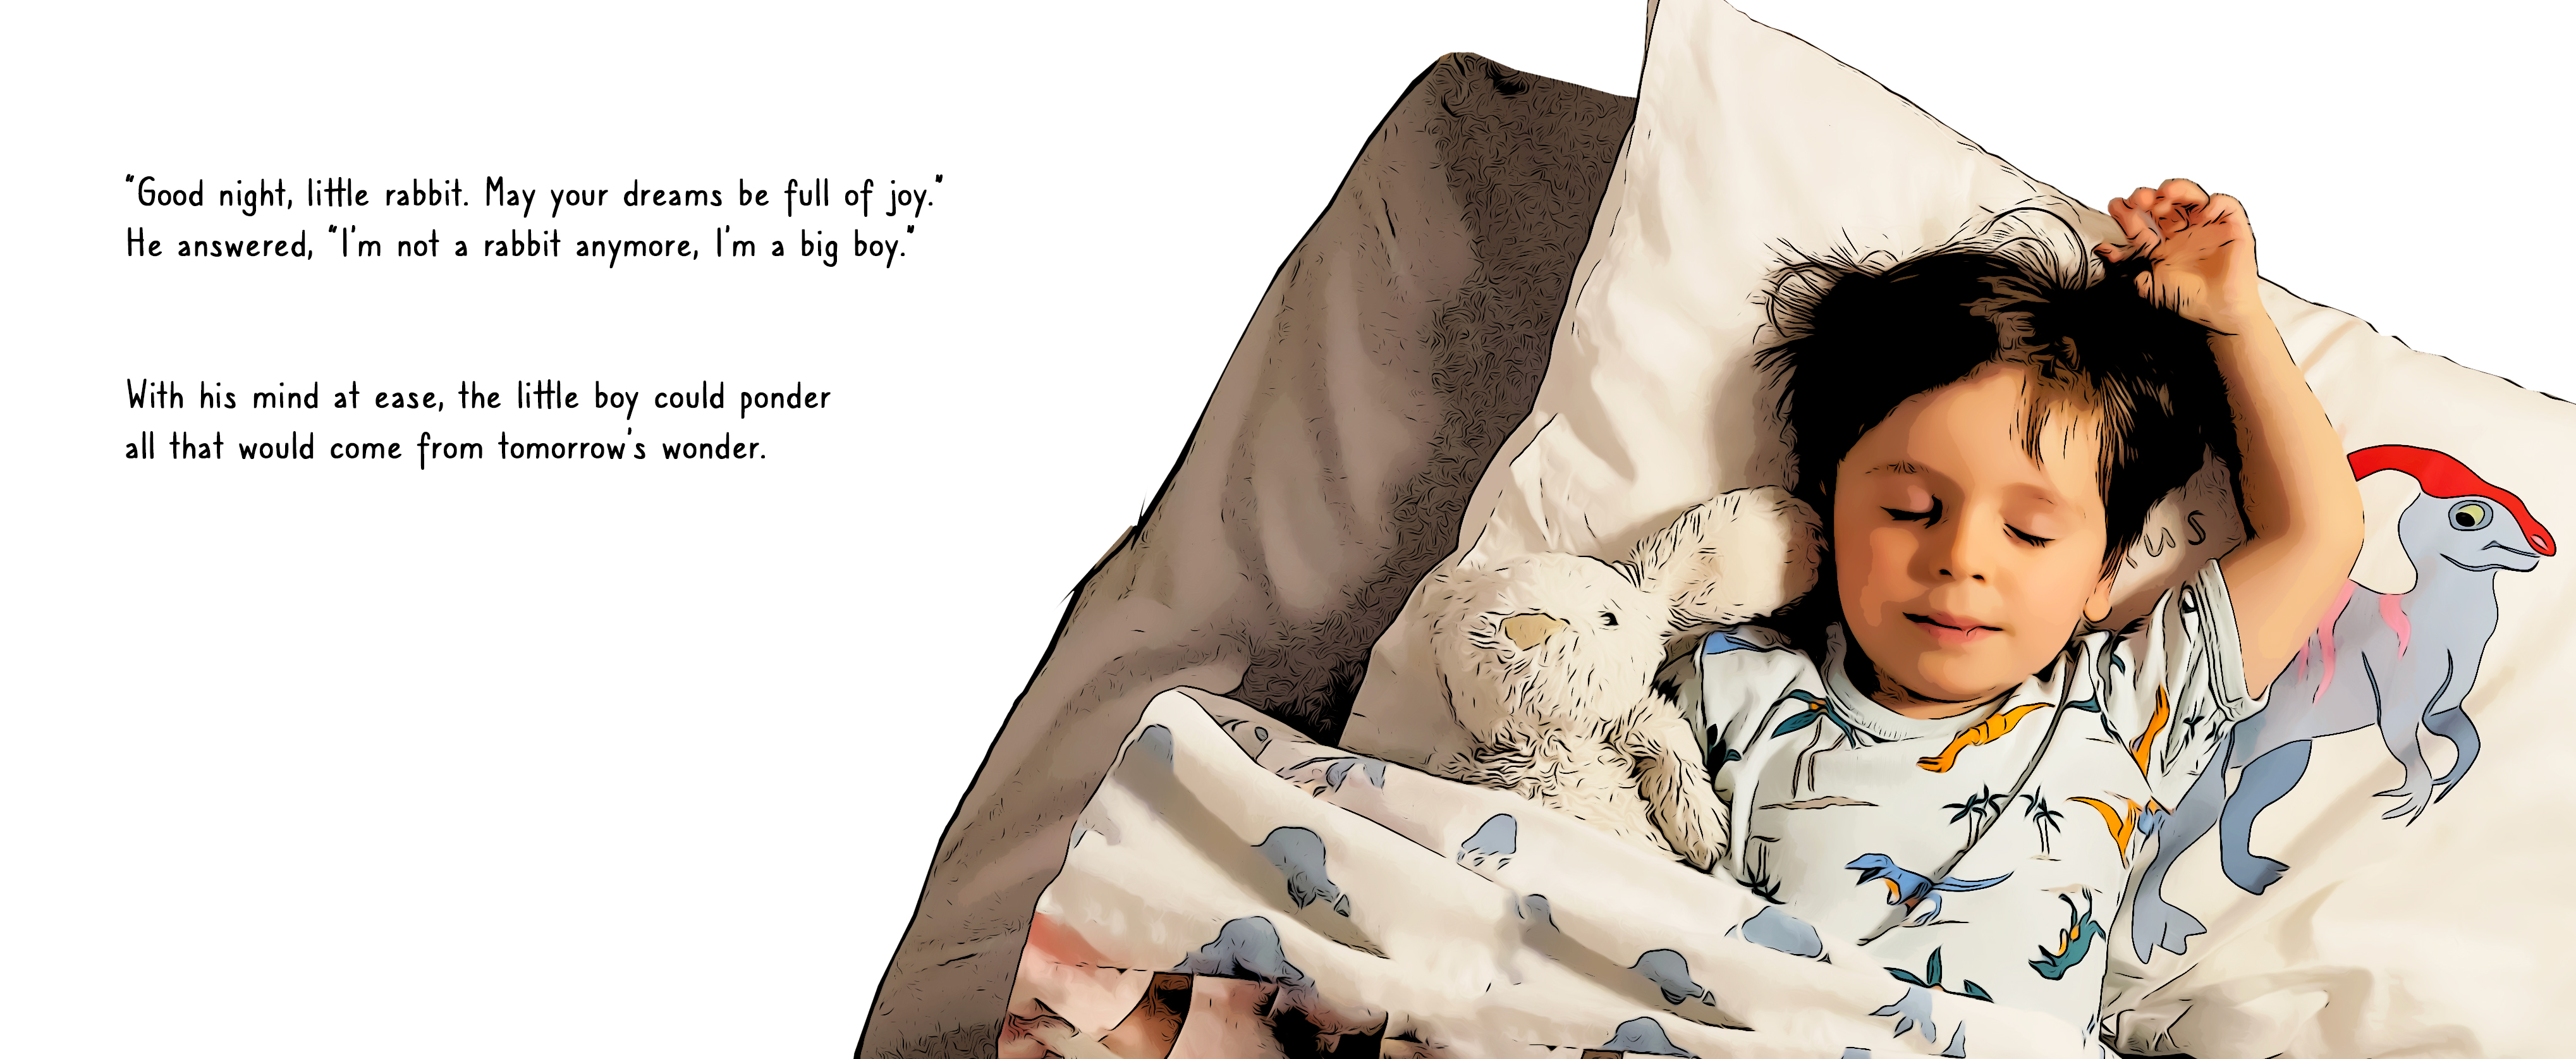 "Good night, little rabbit. May your dreams be full of joy."
He answered, "I'm not a rabbit anymore, I'm a big boy."
With his mind at ease, the little boy could ponder
all that would come from tomorrow's wonder.